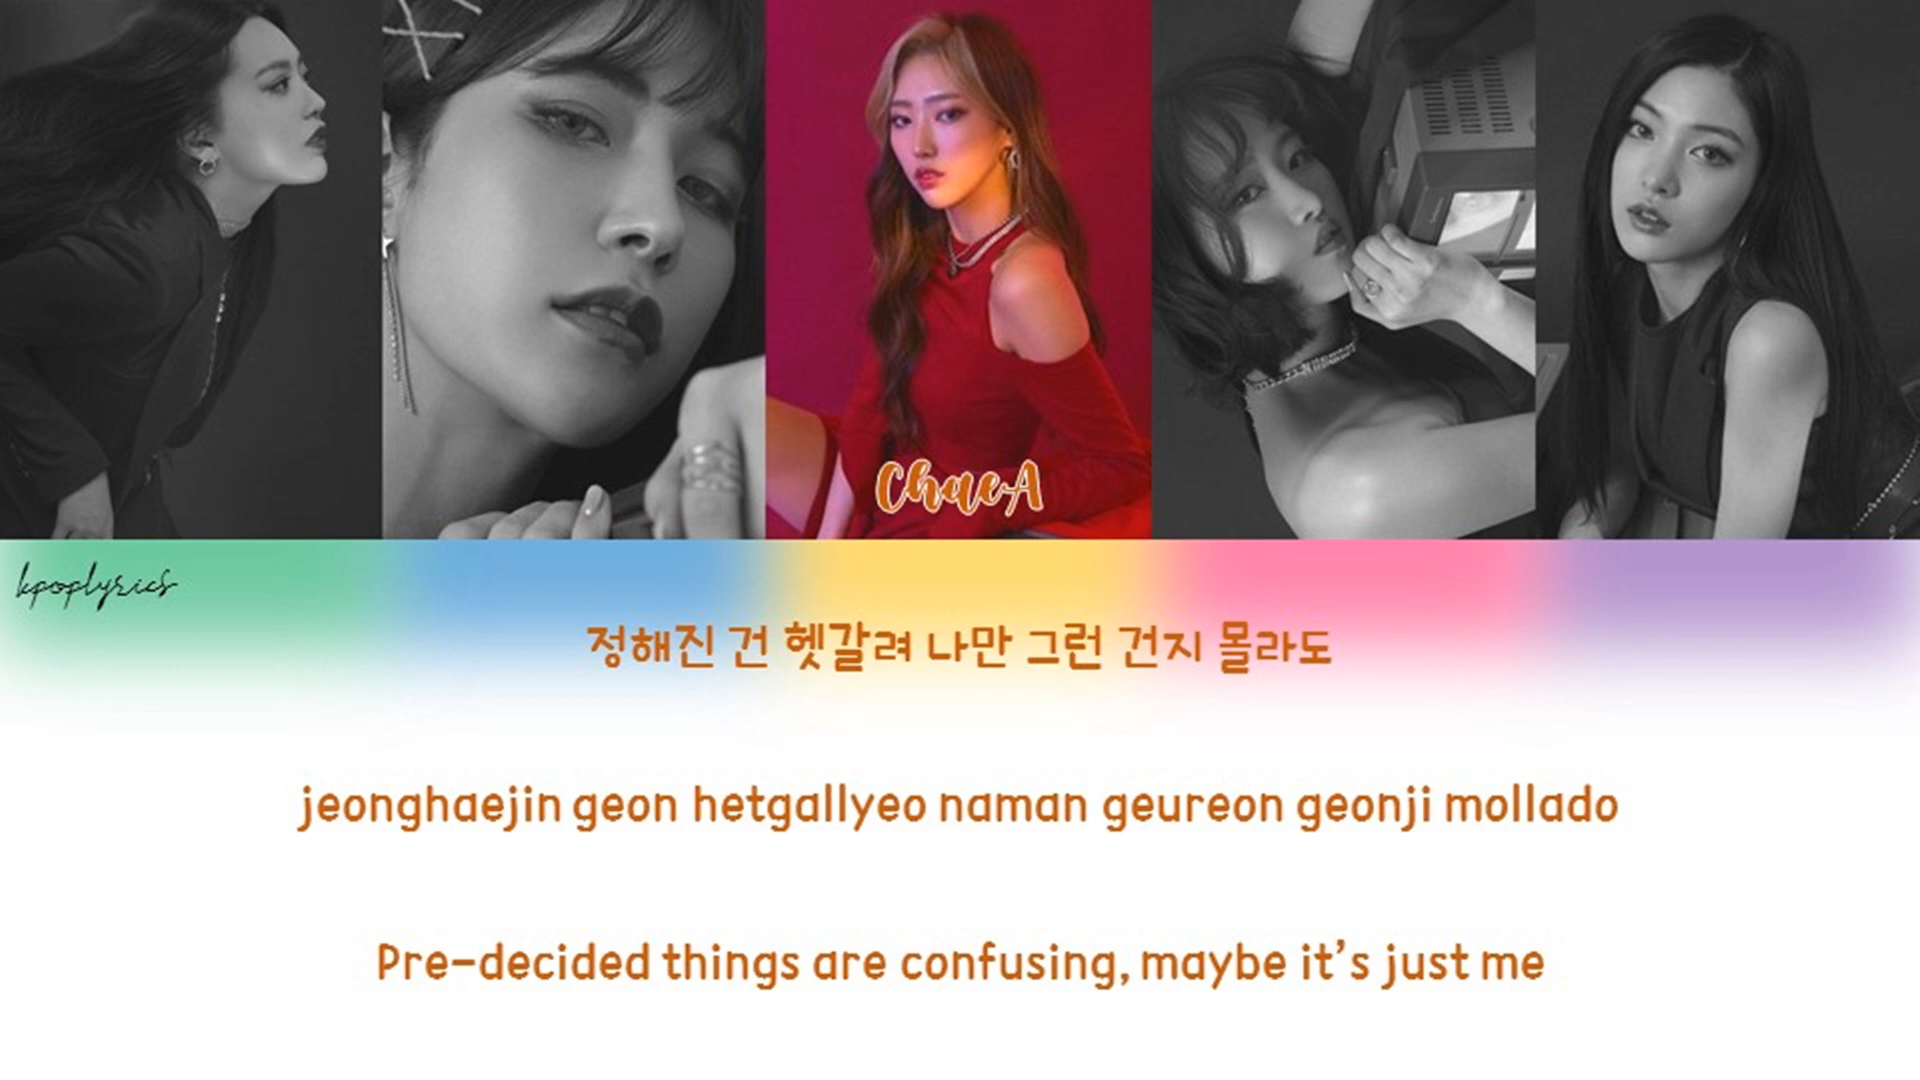 ChaeA
kpoplyrics
정해진 건 헷갈려 나만 그런 건지 몰라도
jeonghaejin geon hetgallyeo naman geureon geonji mollado
Pre-decided things are confusing, maybe it's just me